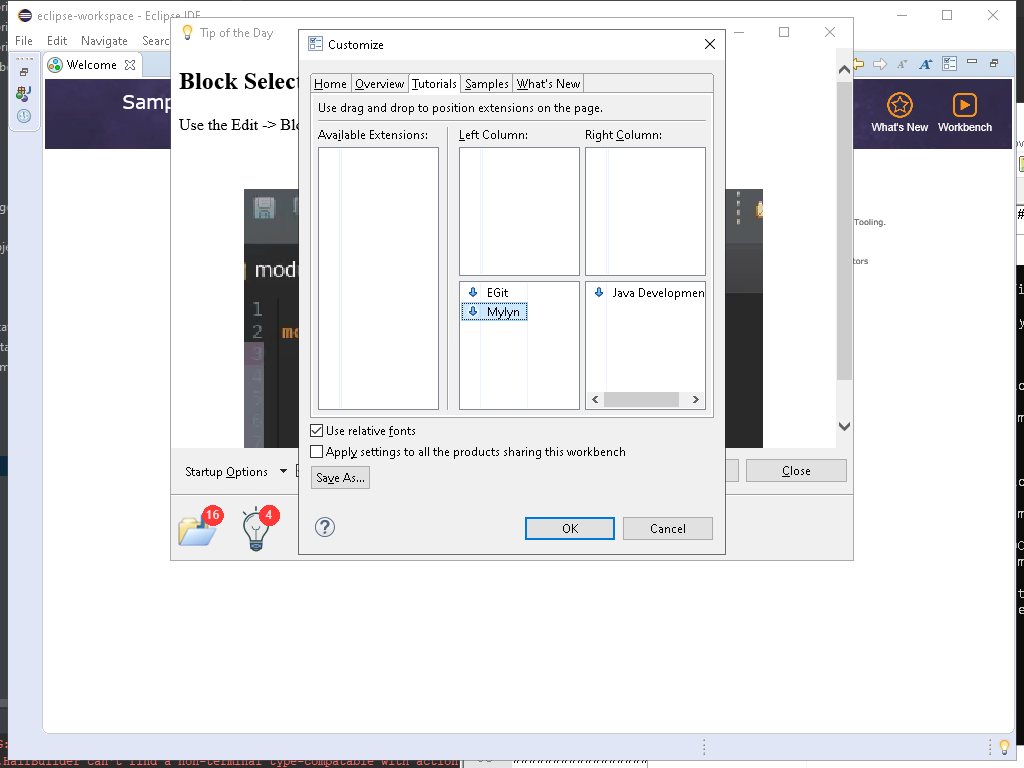 eclipse-workspace - Eclipse IDE
File Edit Navigate Searc
Welcome
Samp
What's New
Workbench
Tooling.
Tip of the Day
Block Select
Use the Edit -> Blo
modu
1
2
3
Startup Options
Close
16
4
Customize
Home
Overview
Tutorials
Samples
What's New
Use drag and drop to position extensions on the page.
Available Extensions:
Left Column:
Right Column:
EGit
Mylyn
Java Developmen
Use relative fonts
Apply settings to all the products sharing this workbench
Save As...
?
OK
Cancel
.HallBuilder can't find a non-terminal type-compatable with action